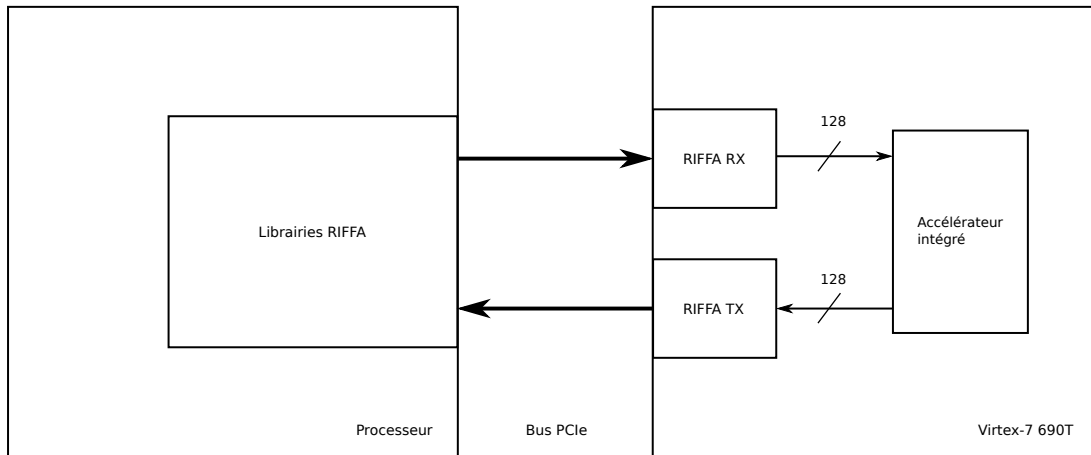 128
RIFFA RX
Librairies RIFFA
Accélérateur
intégré
128
RIFFA TX
Processeur
Bus PCIe
Virtex-7 690T